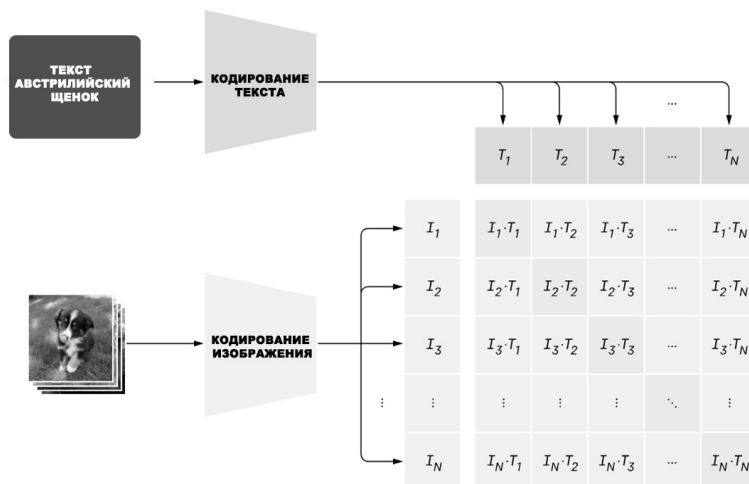 ТЕКСТ
АВСТРИЛИЙСКИЙ
ЩЕНОК
КОДИРОВАНИЕ
ТЕКСТА
...
T1 T2 T3 ... TN
I1 I1·T1 I1·T2 I1·T3 ... I1·TN
I2 I2·T1 I2·T2 I2·T3 ... I2·TN
КОДИРОВАНИЕ
ИЗОБРАЖЕНИЯ
I3 I3·T1 I3·T2 I3·T3 ... I3·TN
⋮ ⋮ ⋮ ⋮ ⋮ ⋱ ⋮
IN IN·T1 IN·T2 IN·T3 ... IN·TN